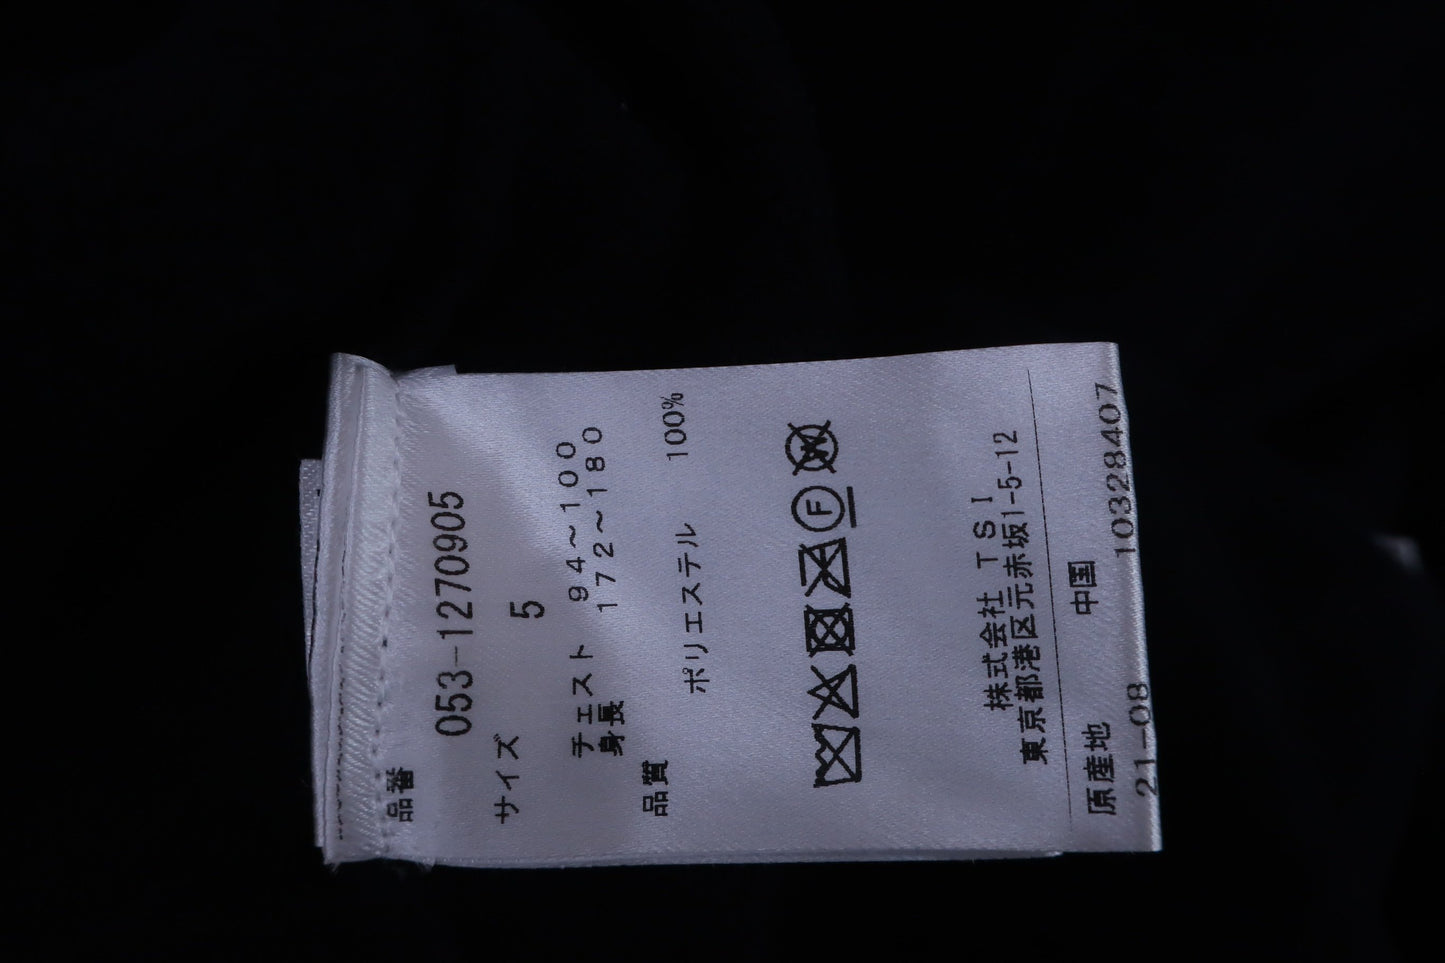 品番
053-1270905
サイズ
5
チェスト 94~100
身長 172~180
品質
ポリエステル 100%
F
W
株式会社 TSI
東京都港区元赤坂1-5-12
原産地 中国
21-08 10328407